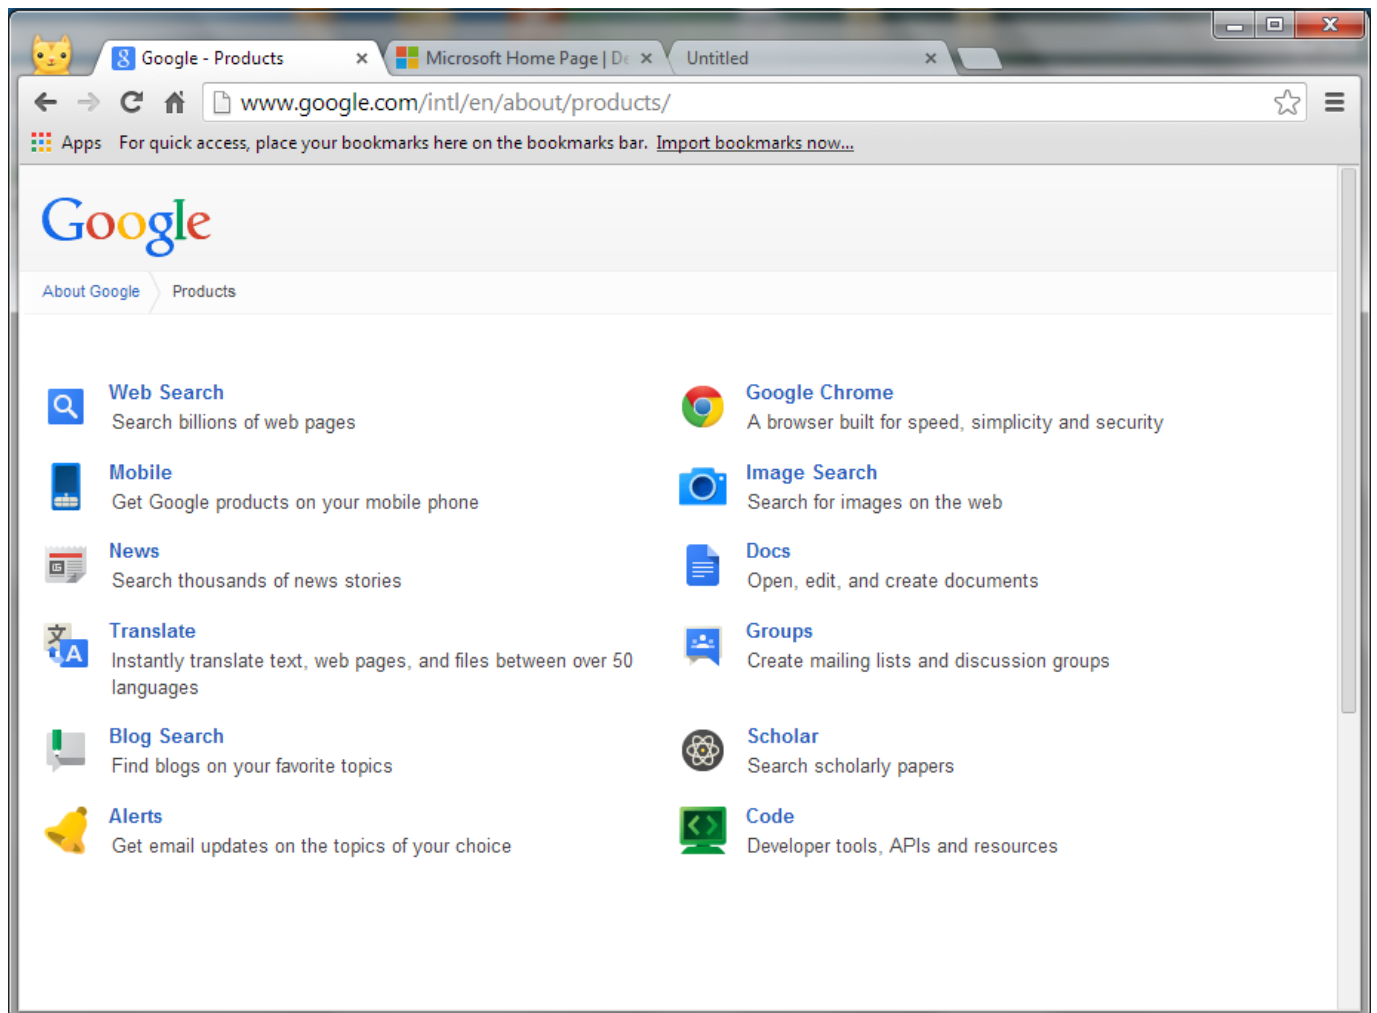 Google - Products
Microsoft Home Page | De
Untitled
www.google.com/intl/en/about/products/
Apps For quick access, place your bookmarks here on the bookmarks bar. Import bookmarks now...
Google
About Google Products
Web Search
Search billions of web pages
Google Chrome
A browser built for speed, simplicity and security
Mobile
Get Google products on your mobile phone
Image Search
Search for images on the web
News
Search thousands of news stories
Docs
Open, edit, and create documents
Translate
Instantly translate text, web pages, and files between over 50
languages
Groups
Create mailing lists and discussion groups
Blog Search
Find blogs on your favorite topics
Scholar
Search scholarly papers
Alerts
Get email updates on the topics of your choice
Code
Developer tools, APIs and resources